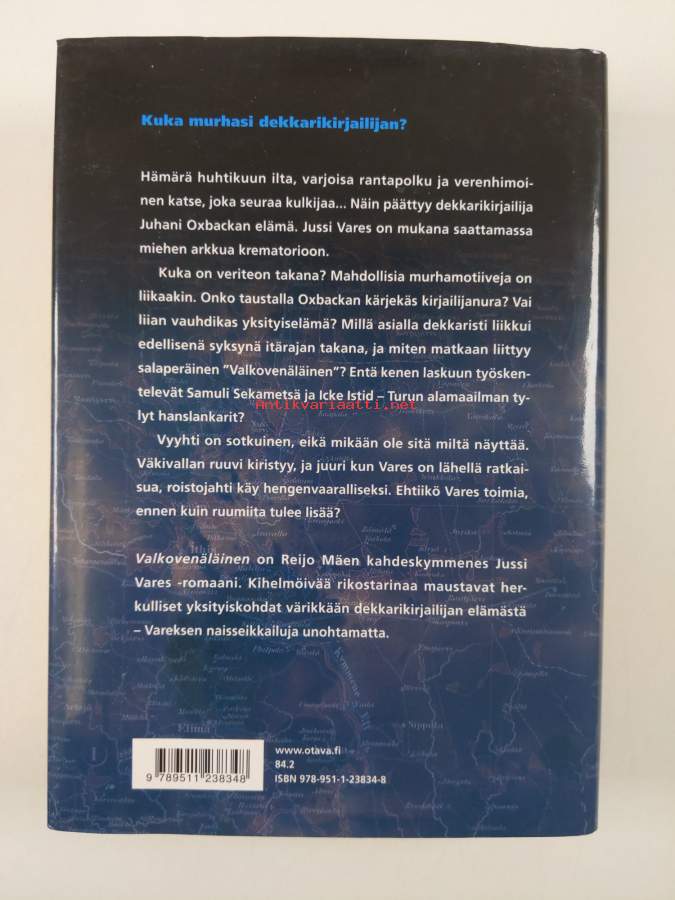 Kuka murhasi dekkarikirjailijan?
Hämärä huhtikuun ilta, varjoisa rantapolku ja verenhimoi-
nen katse, joka seuraa kulkijaa... Näin päättyy dekkarikirjailija
Juhani Oxbackan elämä. Jussi Vares on mukana saattamassa
miehen arkkua krematorioon.
Kuka on veriteon takana? Mahdollisia murhamotiiveja on
liikaakin. Onko taustalla Oxbackan kärjekäs kirjailijanura? Vai
liian vauhdikas yksityiselämä? Millä asialla dekkaristi liikkui
edellisenä syksynä itärajan takana, ja miten matkaan liittyy
salaperäinen ”Valkovenäläinen”? Entä kenen laskuun työsken-
televät Samuli Sekametsä ja Icke Istid – Turun alamaailman ty-
Antikvariaatti.net
lyt hanslankarit?
Vyyhti on sotkuinen, eikä mikään ole sitä miltä näyttää.
Väkivallan ruuvi kiristyy, ja juuri kun Vares on lähellä ratkai-
sua, roistojahti käy hengenvaaralliseksi. Ehtiikö Vares toimia,
ennen kuin ruumiita tulee lisää?
Valkovenäläinen on Reijo Mäen kahdeskymmenes Jussi
Vares -romaani. Kihelmöivää rikostarinaa maustavat her-
kulliset yksityiskohdat värikkään dekkarikirjailijan elämästä
– Vareksen naisseikkailuja unohtamatta.
Elimä
Sippola
www.otava.fi
84.2
ISBN 978-951-1-23834-8
9 789511 238348